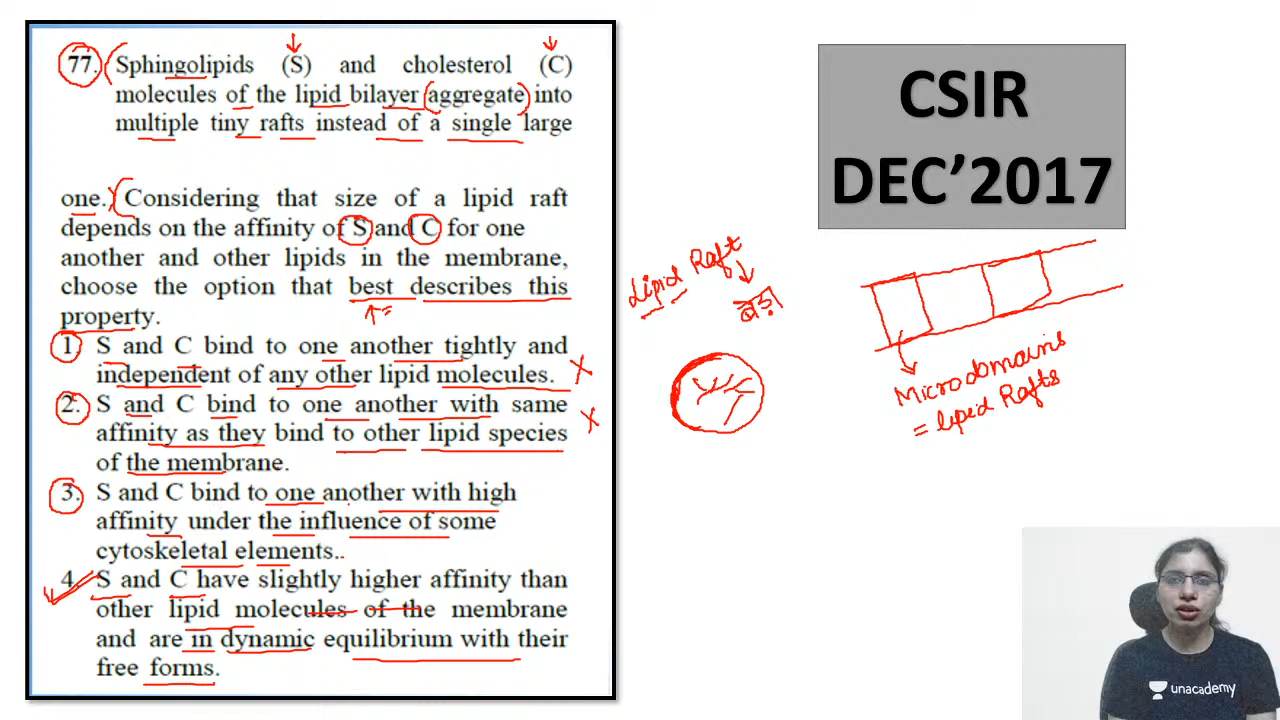 77. Sphingolipids (S) and cholesterol (C)
molecules of the lipid bilayer aggregate into
multiple tiny rafts instead of a single large
one. Considering that size of a lipid raft
depends on the affinity of S and C for one
another and other lipids in the membrane,
choose the option that best describes this
property.
1. S and C bind to one another tightly and
independent of any other lipid molecules.
2. S and C bind to one another with same
affinity as they bind to other lipid species
of the membrane.
3. S and C bind to one another with high
affinity under the influence of some
cytoskeletal elements..
4. S and C have slightly higher affinity than
other lipid molecules of the membrane
and are in dynamic equilibrium with their
free forms.
CSIR
DEC’2017
Lipid Raft
Microdomains
= lipid Rafts
unacademy